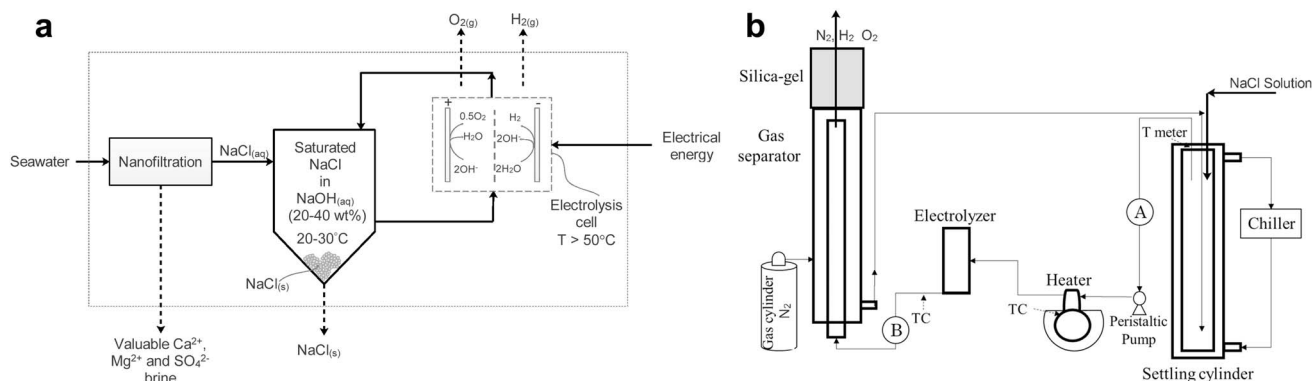 a
O2(g)
H2(g)
Seawater
Nanofiltration
NaCl(aq)
Saturated
NaCl
in
NaOH(aq)
(20-40 wt%)
20-30°C
NaCl(s)
NaCl(s)
Valuable Ca2+,
Mg2+ and SO42-
brine
+
-
0.5O2
H2O
2OH-
H2
2OH-
2H2O
Electrical
energy
Electrolysis
cell
T > 50°C
b
N2, H2 O2
Silica-gel
Gas
separator
Gas cylinder
N2
B
TC
Electrolyzer
Heater
TC
Peristaltic
Pump
A
T meter
NaCl Solution
Chiller
Settling cylinder